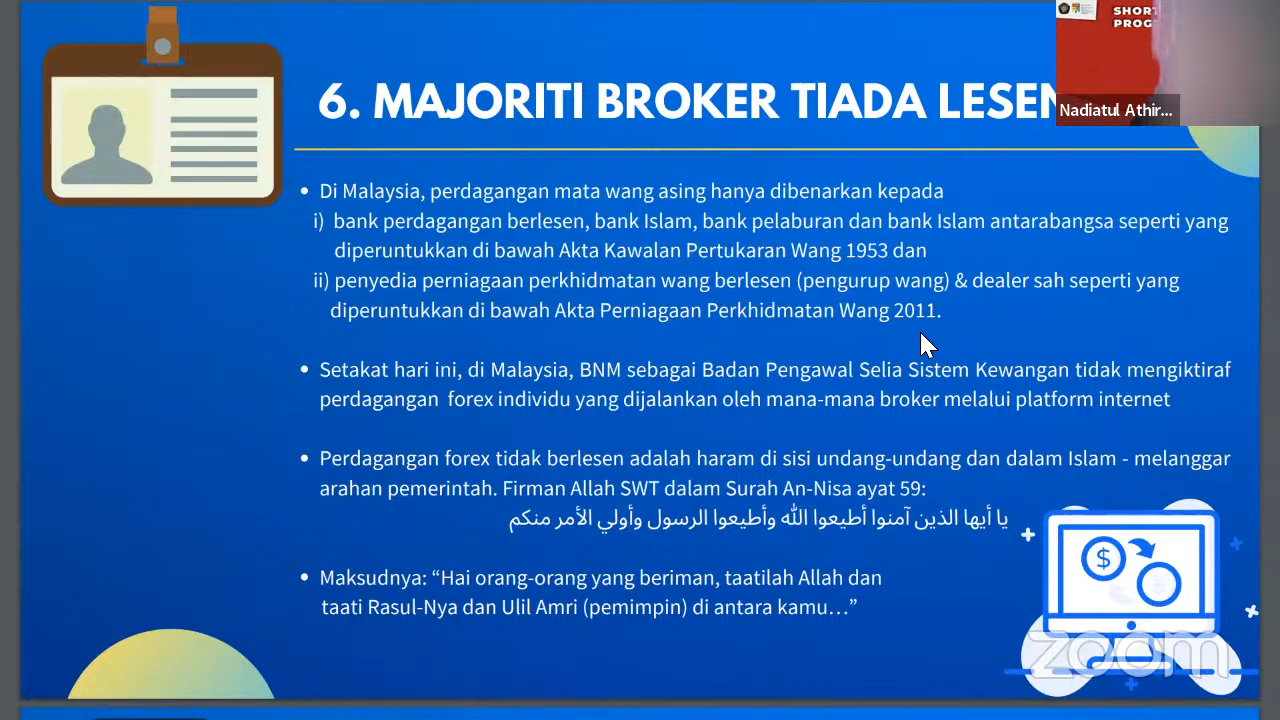 SHORT
PROG
Nadiatul Athir...
6. MAJORITI BROKER TIADA LESEN
• Di Malaysia, perdagangan mata wang asing hanya dibenarkan kepada
i) bank perdagangan berlesen, bank Islam, bank pelaburan dan bank Islam antarabangsa seperti yang
diperuntukkan di bawah Akta Kawalan Pertukaran Wang 1953 dan
ii) penyedia perniagaan perkhidmatan wang berlesen (pengurup wang) & dealer sah seperti yang
diperuntukkan di bawah Akta Perniagaan Perkhidmatan Wang 2011.
• Setakat hari ini, di Malaysia, BNM sebagai Badan Pengawal Selia Sistem Kewangan tidak mengiktiraf
perdagangan forex individu yang dijalankan oleh mana-mana broker melalui platform internet
• Perdagangan forex tidak berlesen adalah haram di sisi undang-undang dan dalam Islam - melanggar
arahan pemerintah. Firman Allah SWT dalam Surah An-Nisa ayat 59:
يا أيها الذين آمنوا أطيعوا الله وأطيعوا الرسول وأولي الأمر منكم
• Maksudnya: “Hai orang-orang yang beriman, taatilah Allah dan
taati Rasul-Nya dan Ulil Amri (pemimpin) di antara kamu…”
$
zoom